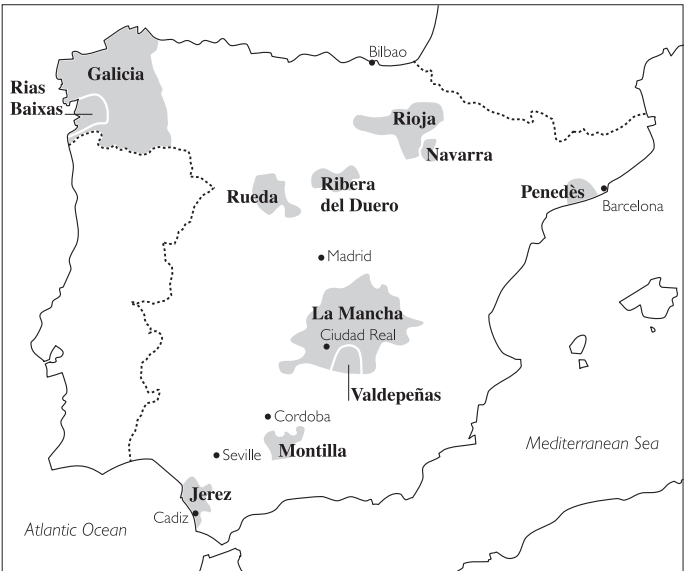 Bilbao
Galicia
Rias
Baixas
Rioja
Navarra
Rueda
Ribera
del Duero
Penedès
Barcelona
Madrid
La Mancha
Ciudad Real
Valdepeñas
Cordoba
Montilla
Seville
Mediterranean Sea
Jerez
Cadiz
Atlantic Ocean